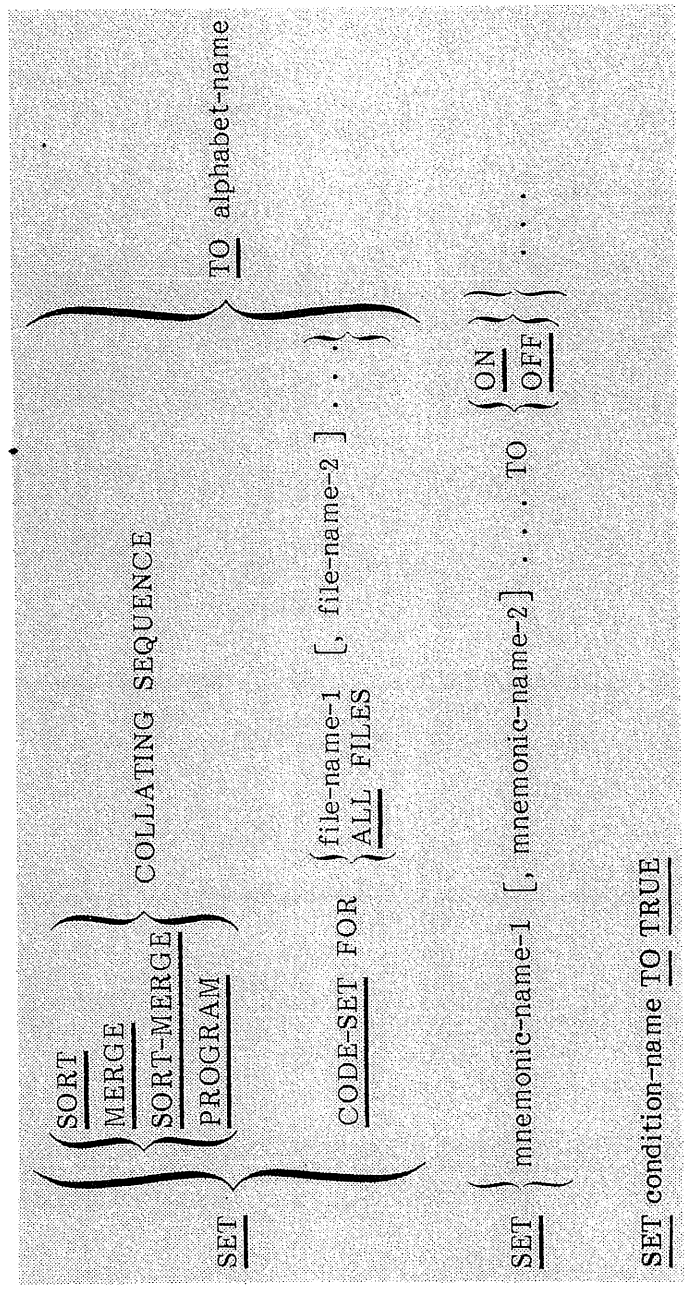 SORT
MERGE
SORT-MERGE
PROGRAM
COLLATING SEQUENCE
SET
TO alphabet-name
CODE-SET FOR
file-name-1 [, file-name-2 ] . . .
ALL FILES
SET { mnemonic-name-1 [, mnemonic-name-2] . . . TO { ON
OFF } } . . .
SET condition-name TO TRUE